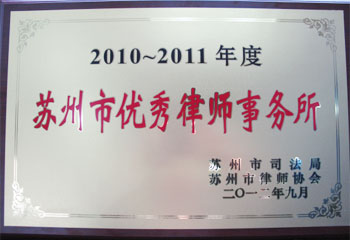 2010~2011 年度
苏州市优秀律师事务所
苏州市司法局
苏州市律师协会
二〇一二年九月